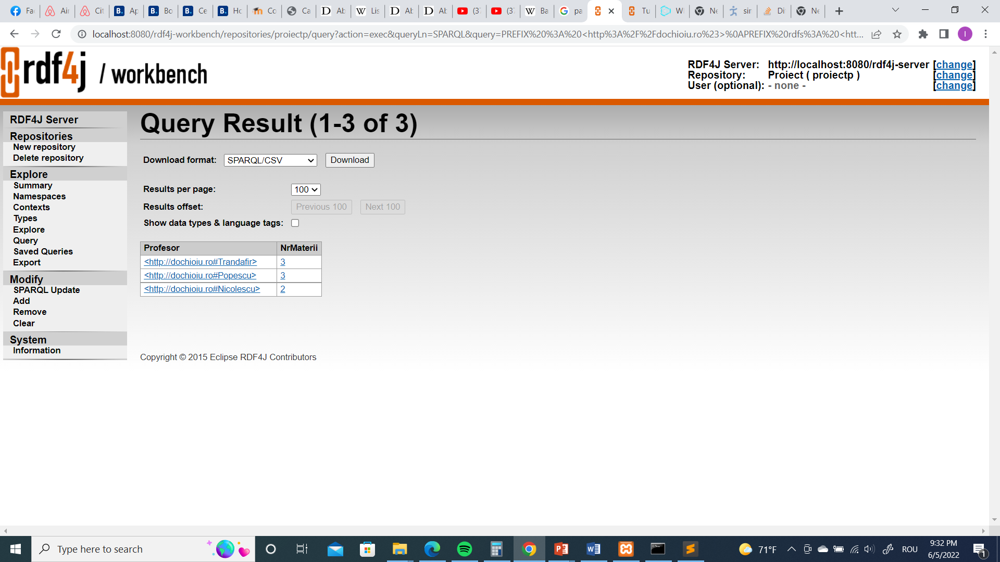 Fa
Air
Cit
Ap
Bo
Ce
Ho
Co
Ca
Ab
Lis
Ab
Ab
(3
(3
Ba
pa
Tu
W
Ne
sir
Di
Ne
localhost:8080/rdf4j-workbench/repositories/proiectp/query?action=exec&queryLn=SPARQL&query=PREFIX%20%3A%20<http%3A%2F%2Fdochioiu.ro%23>%0APREFIX%20rdfs%3A%20<htt...
I
rdf4j / workbench
RDF4J Server: http://localhost:8080/rdf4j-server [change]
Repository: Proiect ( proiectp ) [change]
User (optional): - none - [change]
RDF4J Server
Repositories
New repository
Delete repository
Explore
Summary
Namespaces
Contexts
Types
Explore
Query
Saved Queries
Export
Modify
SPARQL Update
Add
Remove
Clear
System
Information
Query Result (1-3 of 3)
Download format: SPARQL/CSV Download
Results per page: 100
Results offset: Previous 100 Next 100
Show data types & language tags:
Profesor NrMaterii
<http://dochioiu.ro#Trandafir> 3
<http://dochioiu.ro#Popescu> 3
<http://dochioiu.ro#Nicolescu> 2
Copyright © 2015 Eclipse RDF4J Contributors
Type here to search
71°F
ROU
9:32 PM
6/5/2022
1